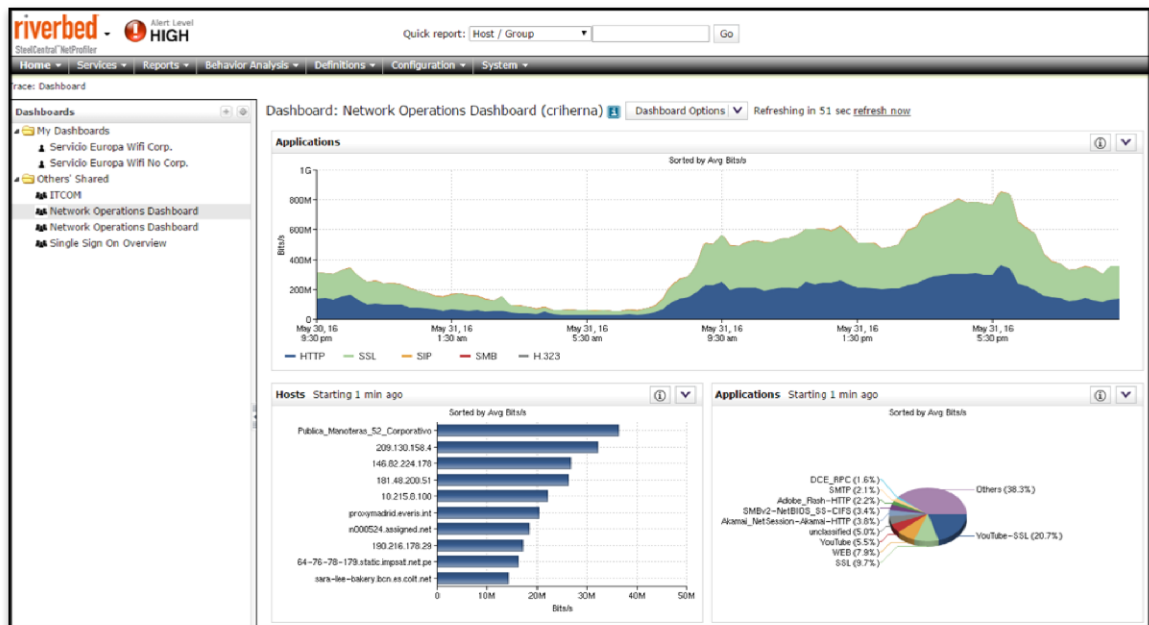 riverbed
Alert Level
HIGH
SteelCentral™NetProfiler
Quick report: Host / Group Go
Home Services Reports Behavior Analysis Definitions Configuration System
race: Dashboard
Dashboards
My Dashboards
Servicio Europa Wifi Corp.
Servicio Europa Wifi No Corp.
Others' Shared
ITCOM
Network Operations Dashboard
Network Operations Dashboard
Single Sign On Overview
Dashboard: Network Operations Dashboard (criherna) Dashboard Options Refreshing in 51 sec refresh now
Applications
Sorted by Avg Bits/s
1G
800M
600M
400M
200M
0
Bits/s
May 30, 16 May 31, 16 May 31, 16 May 31, 16 May 31, 16 May 31, 16
9:30 pm 1:30 am 5:30 am 9:30 am 1:30 pm 5:30 pm
HTTP SSL SIP SMB H.323
Hosts Starting 1 min ago
Sorted by Avg Bits/s
Publica_Manoteras_52_Corporativo
209.130.158.4
146.82.224.178
181.48.200.51
10.215.8.100
proxymadrid.everis.int
n000524.assigned.net
190.216.178.29
64-76-78-179.static.impsat.net.pe
sara-lee-bakery.bcn.es.colt.net
0 10M 20M 30M 40M 50M
Bits/s
Applications Starting 1 min ago
Sorted by Avg Bits/s
DCE_RPC (1.6%)
SMTP (2.1%)
Adobe_Flash-HTTP (2.2%)
SMBv2-NetBIOS_SS-CIFS (3.4%)
Akamai_NetSession-Akamai-HTTP (3.8%)
unclassified (5.0%)
YouTube (5.5%)
WEB (7.9%)
SSL (9.7%)
Others (38.3%)
YouTube-SSL (20.7%)